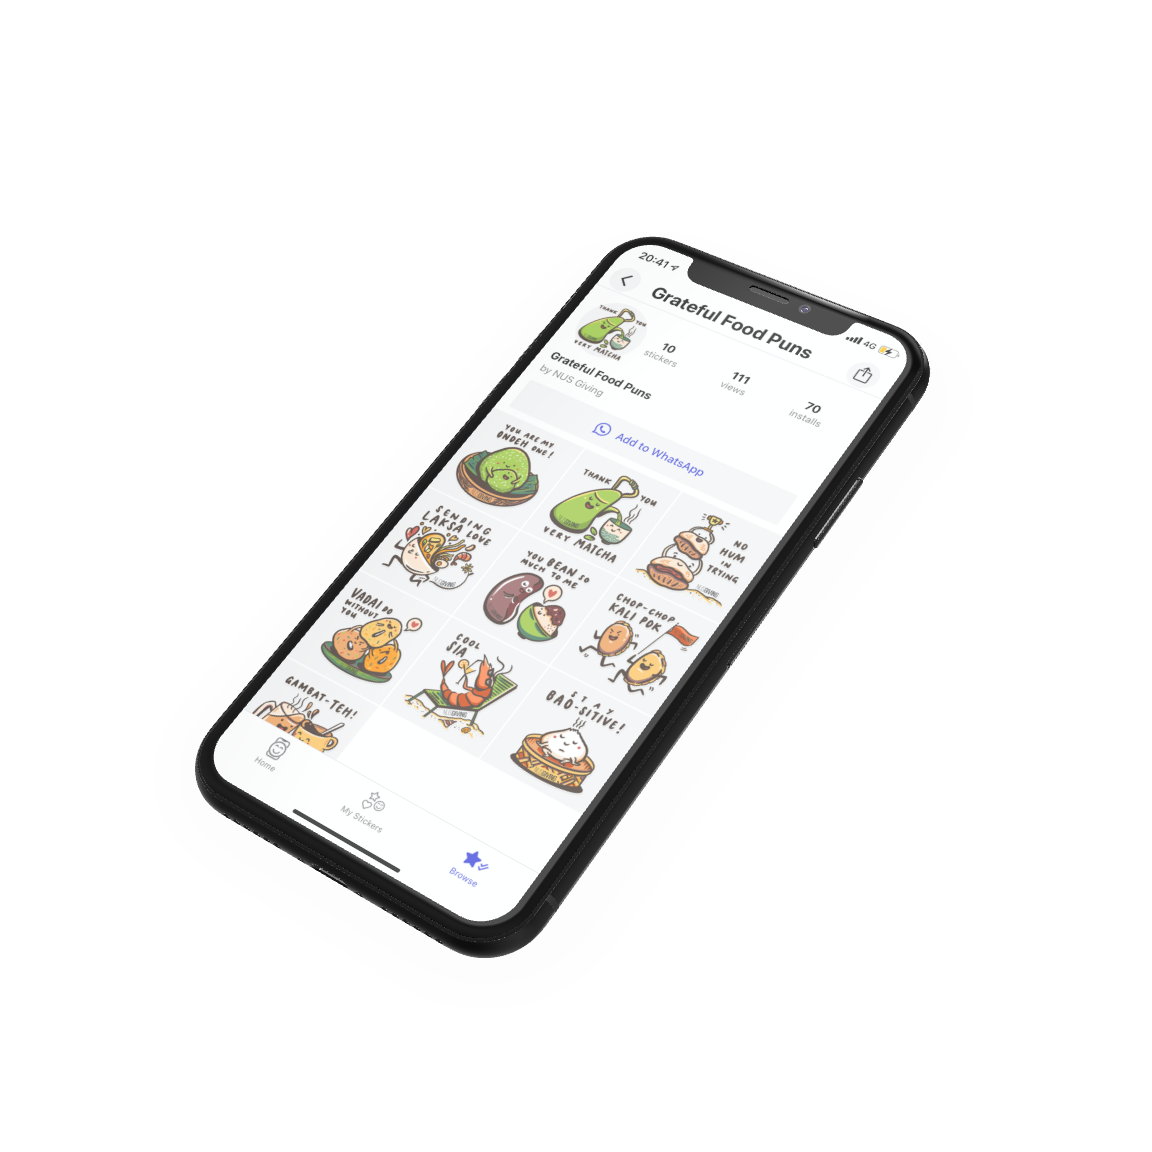 20:41
4G
Grateful Food Puns
THANK YOU
VERY MATCHA
10
stickers
111
views
70
installs
Grateful Food Puns
by NUS Giving
Add to WhatsApp
YOU ARE MY
ONDEH ONE!
THANK YOU
VERY MATCHA
NO
HUM
IN
TRYING
GIVING
SENDING
LAKSA LOVE
GIVING
YOU BEAN SO
MUCH TO ME
CHOP-CHOP
KALI POK
VADAI DO
WITHOUT
YOU
COOL
SIA
GIVING
STAY
BAO-SITIVE!
GAMBAT-TEH!
Home
My Stickers
Browse